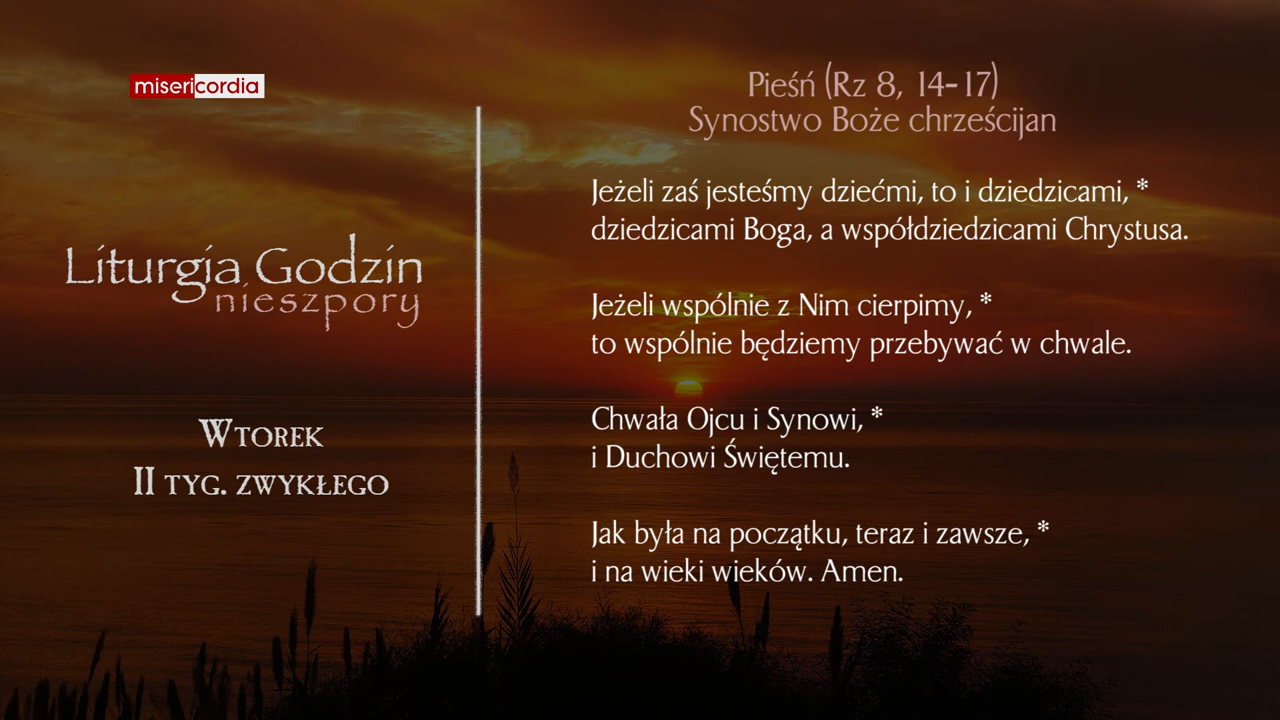 misericordia
Liturgia Godzin
nieszpory
Wtorek
II tyg. zwykłego
Pieśń (Rz 8, 14-17)
Synostwo Boże chrześcijan
Jeżeli zaś jesteśmy dziećmi, to i dziedzicami, *
dziedzicami Boga, a współdziedzicami Chrystusa.
Jeżeli wspólnie z Nim cierpimy, *
to wspólnie będziemy przebywać w chwale.
Chwała Ojcu i Synowi, *
i Duchowi Świętemu.
Jak była na początku, teraz i zawsze, *
i na wieki wieków. Amen.